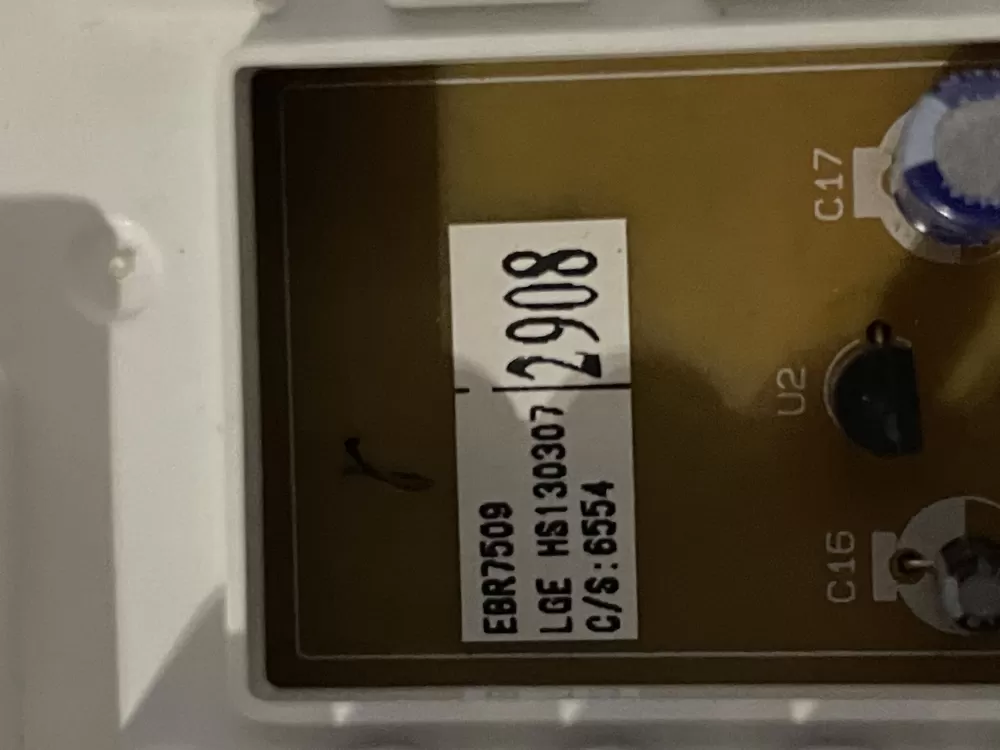 EBR7509 2908
LGE HS130307
C/S:6554
C17
U2
C16